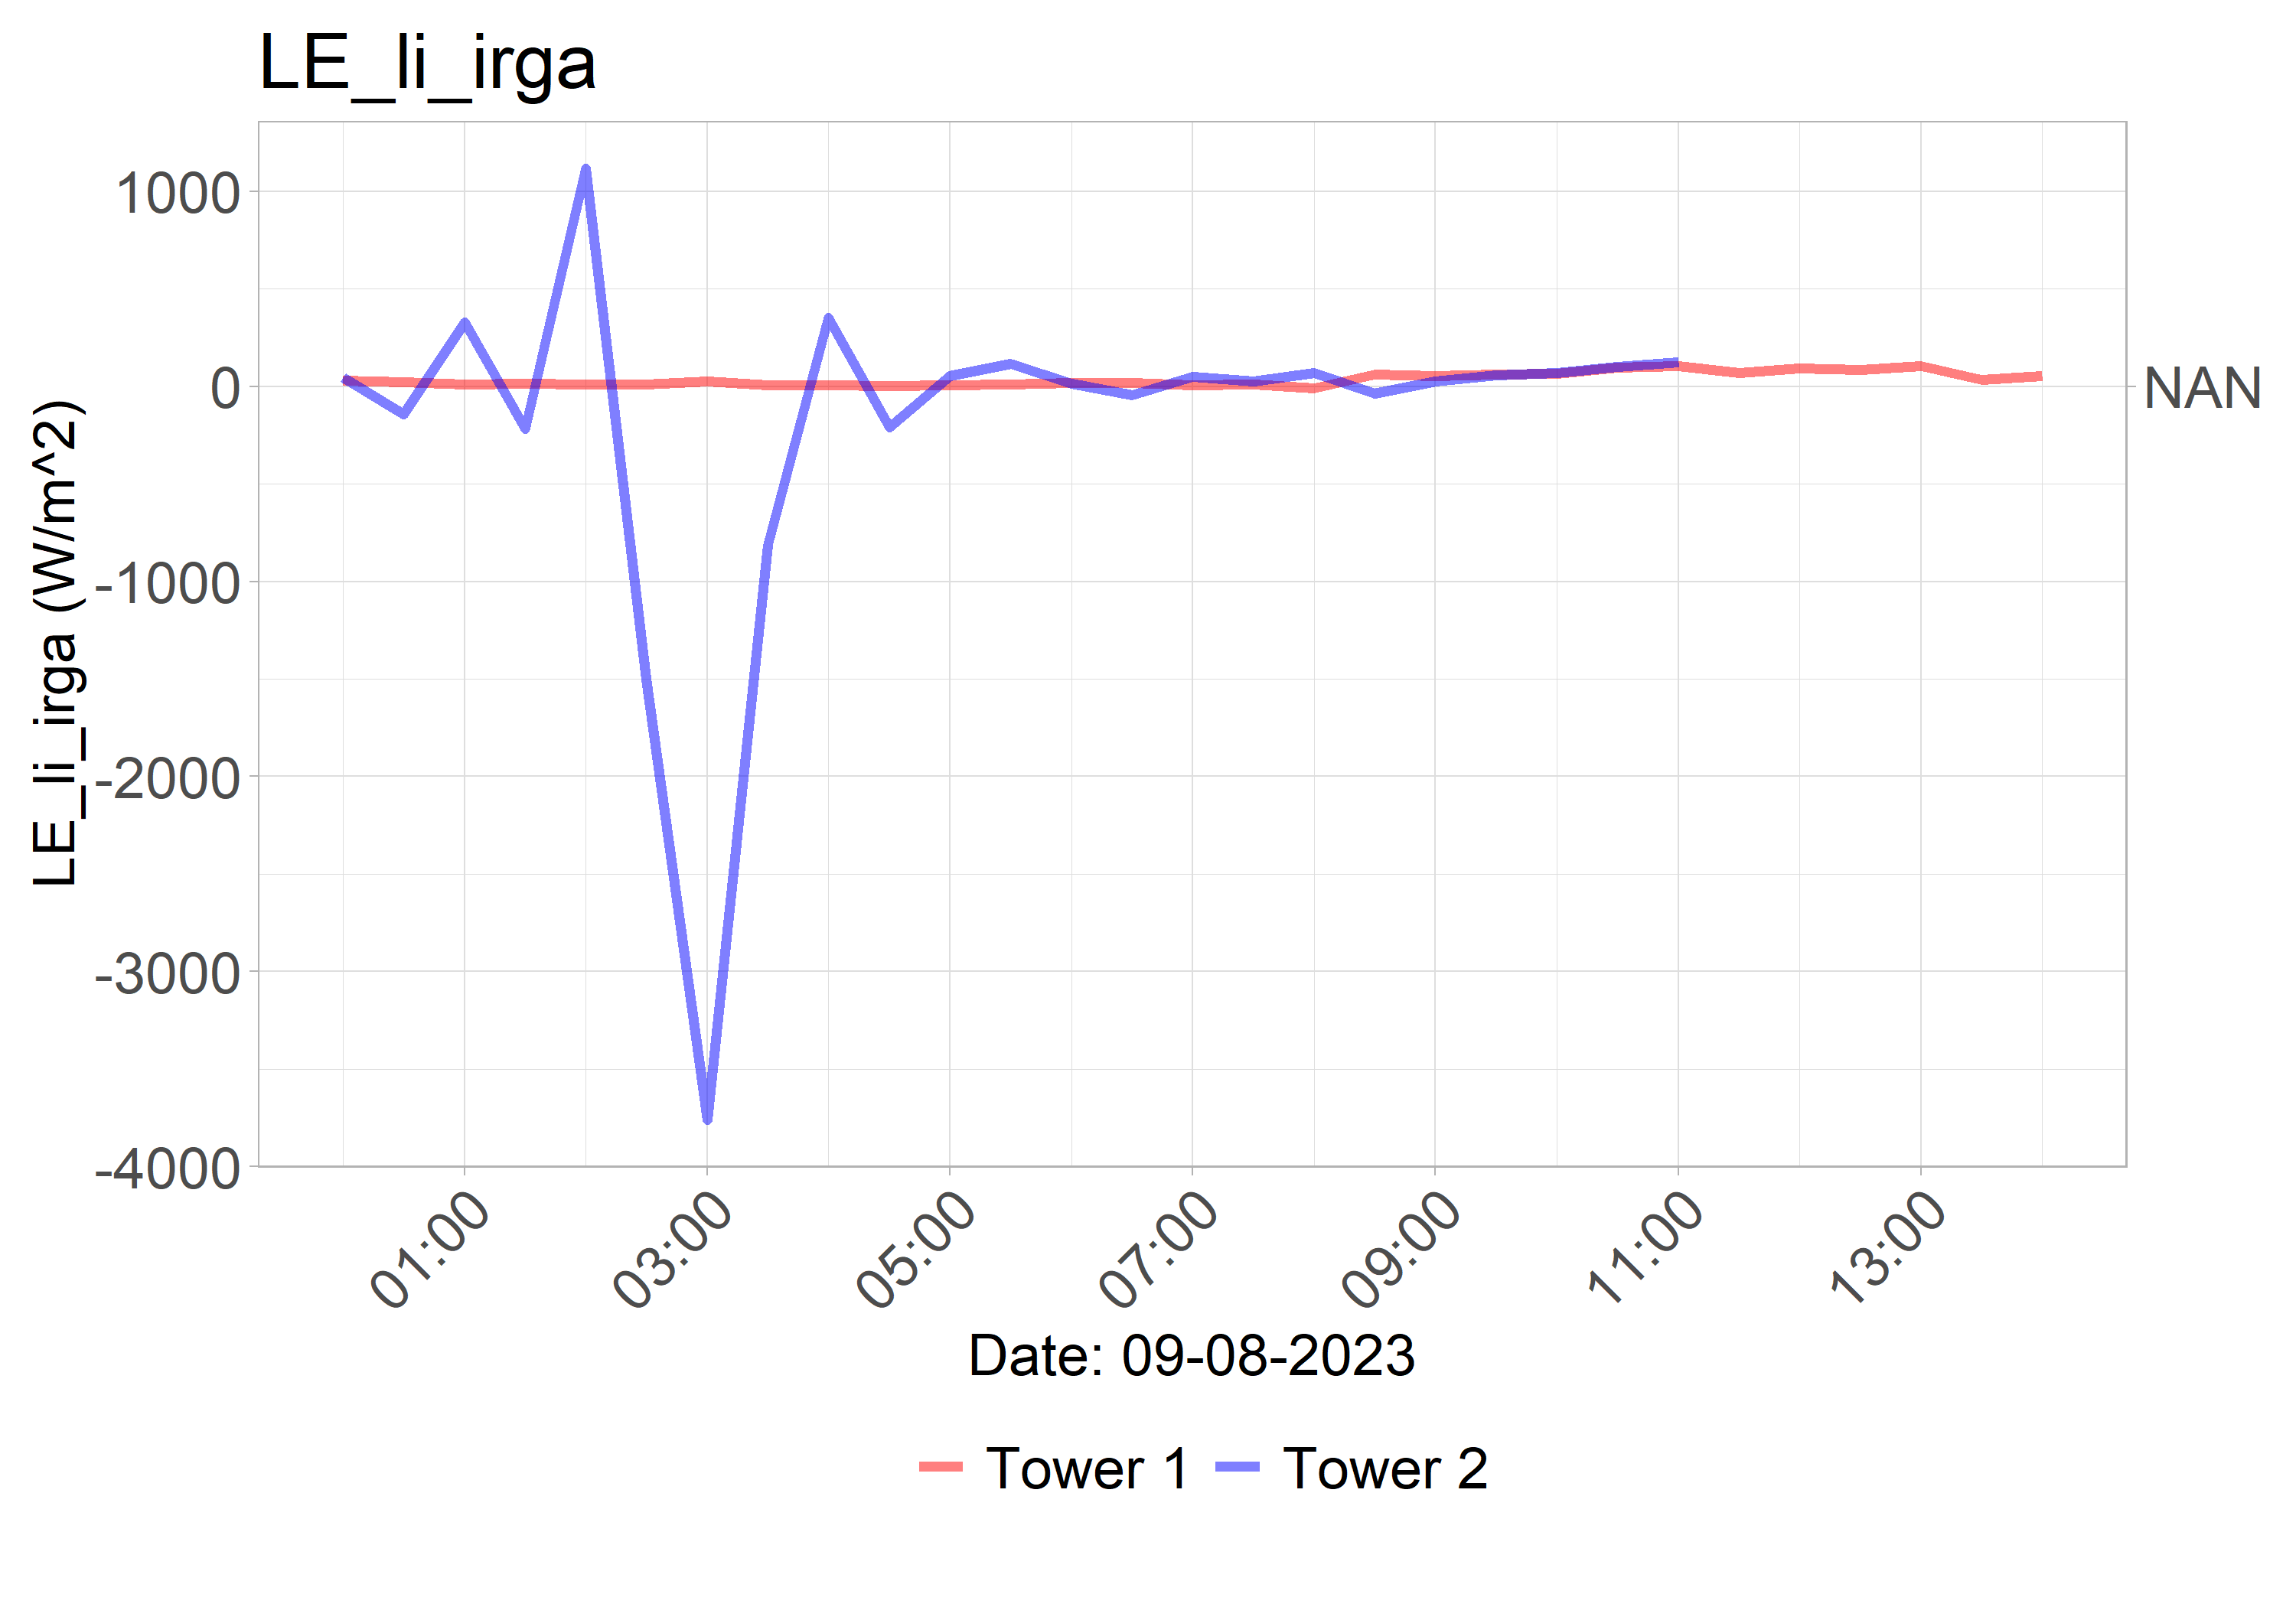 LE_li_irga
LE_li_irga (W/m^2)
1000
0
-1000
-2000
-3000
-4000
NAN
01:00
03:00
05:00
07:00
09:00
11:00
13:00
Date: 09-08-2023
Tower 1
Tower 2